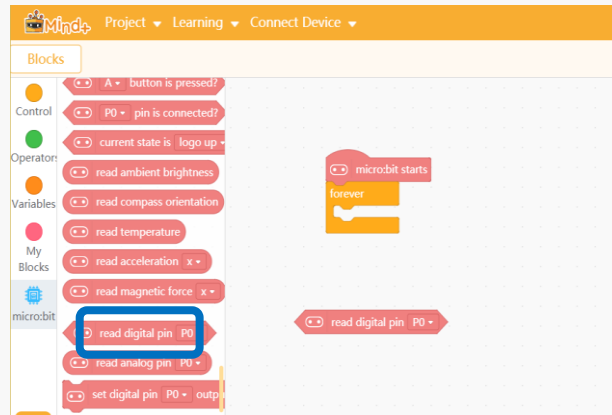 Mind+ Project Learning Connect Device
Blocks
Control
Operators
Variables
My
Blocks
micro:bit
A button is pressed?
P0 pin is connected?
current state is logo up
read ambient brightness
read compass orientation
read temperature
read acceleration x
read magnetic force x
read digital pin P0
read analog pin P0
set digital pin P0 outp
micro:bit starts
forever
read digital pin P0